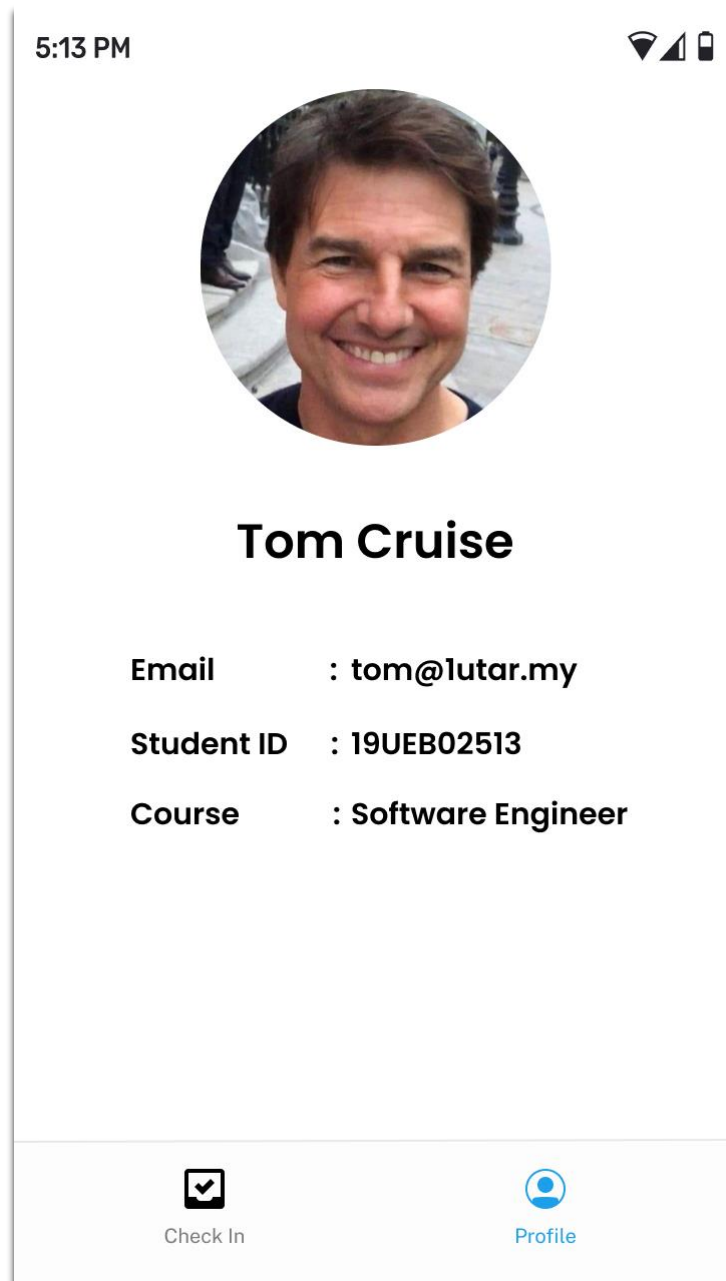 5:13 PM
Tom Cruise
Email : tom@1utar.my
Student ID : 19UEB02513
Course : Software Engineer
Check In
Profile